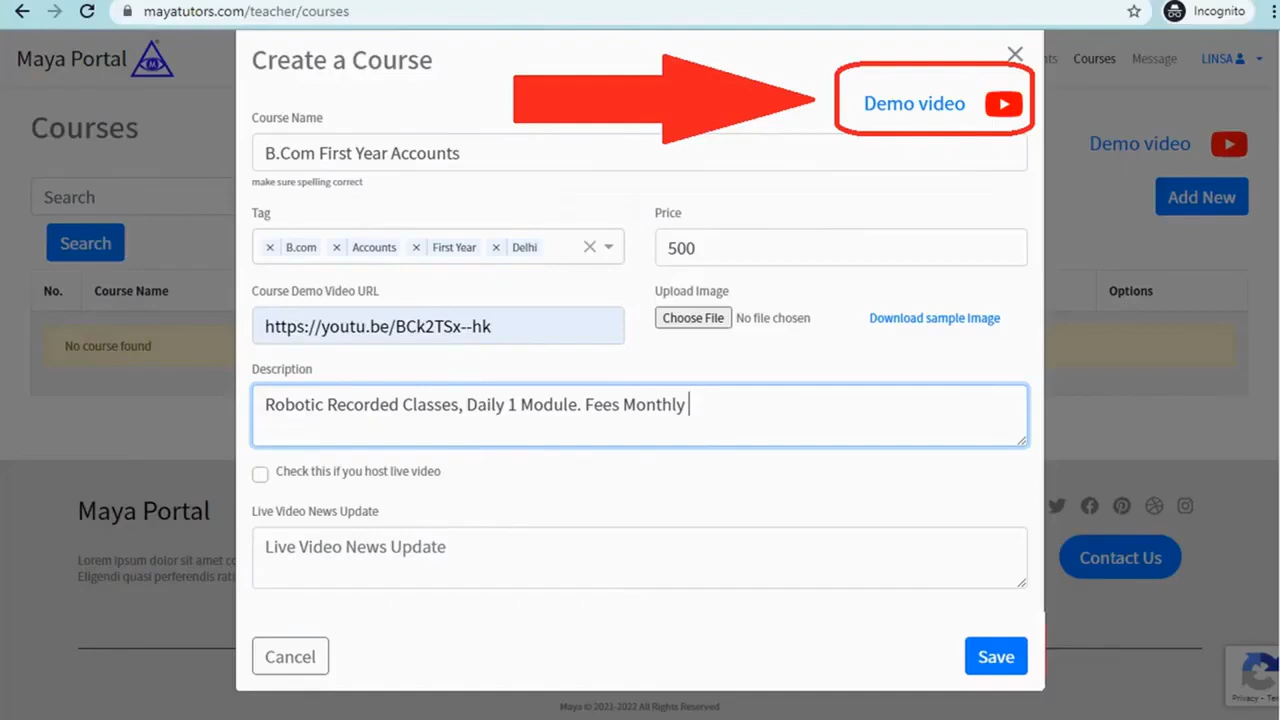 mayatutors.com/teacher/courses
Incognito
Maya Portal
M
Create a Course
Demo video
Courses
Message
LINSA
Courses
Course Name
Demo video
B.Com First Year Accounts
make sure spelling correct
Search
Add New
Tag
Price
× B.com × Accounts × First Year × Delhi
500
Search
No.
Course Name
Options
Course Demo Video URL
Upload Image
https://youtu.be/BCk2TSx--hk
Choose File No file chosen
Download sample Image
No course found
Description
Robotic Recorded Classes, Daily 1 Module. Fees Monthly
Check this if you host live video
Maya Portal
Live Video News Update
Live Video News Update
Lorem ipsum dolor sit amet
Eligendi quasi perferendis
Contact Us
Cancel
Save
Maya © 2021-2022 All Rights Reserved
Privacy